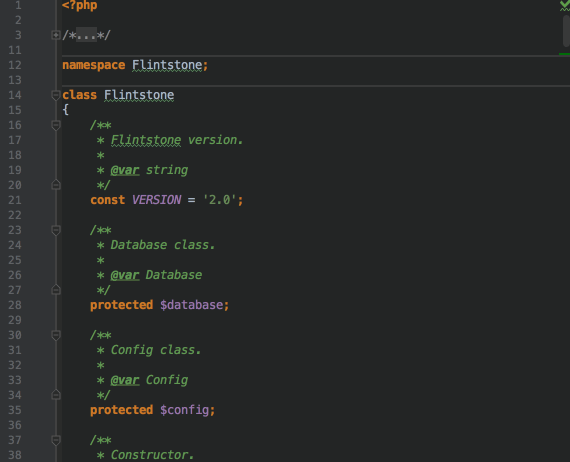 1 <?php
2
3 /*...*/
11
12 namespace Flintstone;
13
14 class Flintstone
15 {
16 /**
17 * Flintstone version.
18 *
19 * @var string
20 */
21 const VERSION = '2.0';
22
23 /**
24 * Database class.
25 *
26 * @var Database
27 */
28 protected $database;
29
30 /**
31 * Config class.
32 *
33 * @var Config
34 */
35 protected $config;
36
37 /**
38 * Constructor.